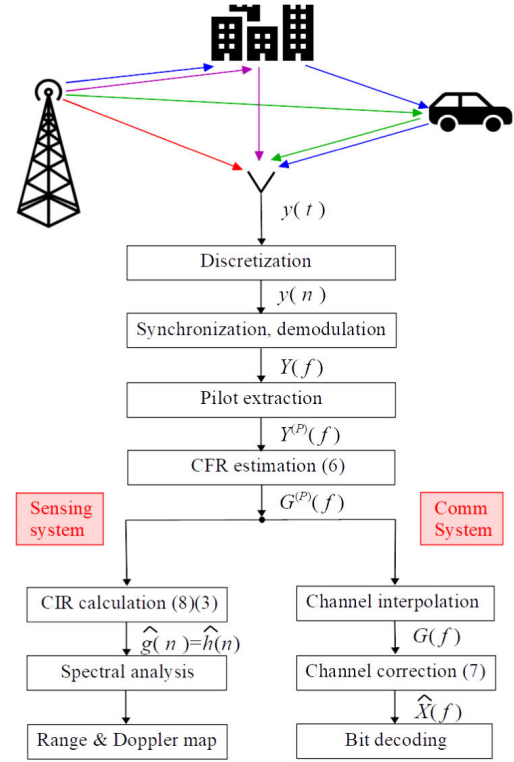 y( t )
Discretization
y( n )
Synchronization, demodulation
Y( f )
Pilot extraction
Y^(P)( f )
CFR estimation (6)
G^(P)( f )
Sensing
system
Comm
System
CIR calculation (8)(3)
Channel interpolation
ĝ( n )=ĥ(n)
G( f )
Spectral analysis
Channel correction (7)
X̂( f )
Range & Doppler map
Bit decoding